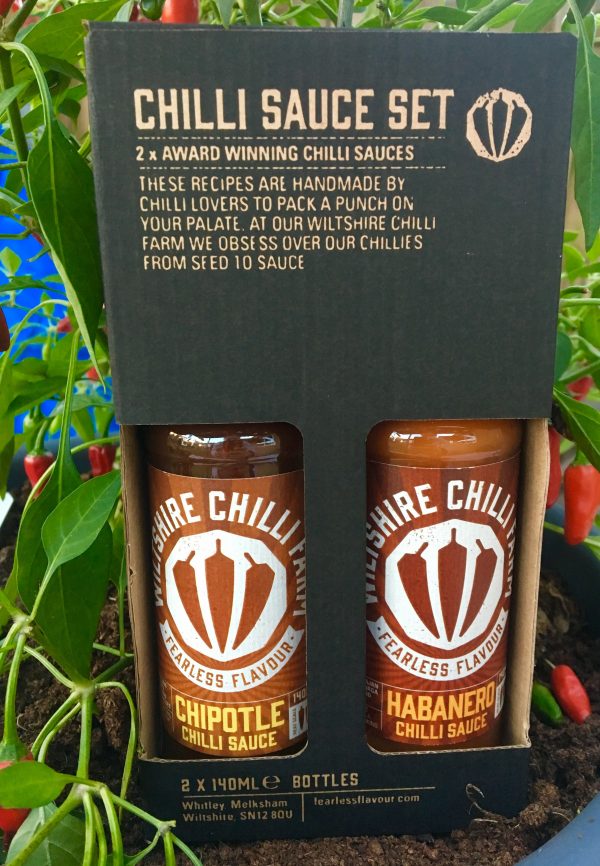 CHILLI SAUCE SET
2 x AWARD WINNING CHILLI SAUCES
THESE RECIPES ARE HANDMADE BY
CHILLI LOVERS TO PACK A PUNCH ON
YOUR PALATE. AT OUR WILTSHIRE CHILLI
FARM WE OBSESS OVER OUR CHILLIES
FROM SEED TO SAUCE
WILTSHIRE CHILLI FARM
· FEARLESS FLAVOUR ·
CHIPOTLE
CHILLI SAUCE
WILTSHIRE CHILLI FARM
· FEARLESS FLAVOUR ·
HABANERO
CHILLI SAUCE
2 X 140ML ℮ BOTTLES
Whitley, Melksham
Wiltshire, SN12 8QU
fearlessflavour.com